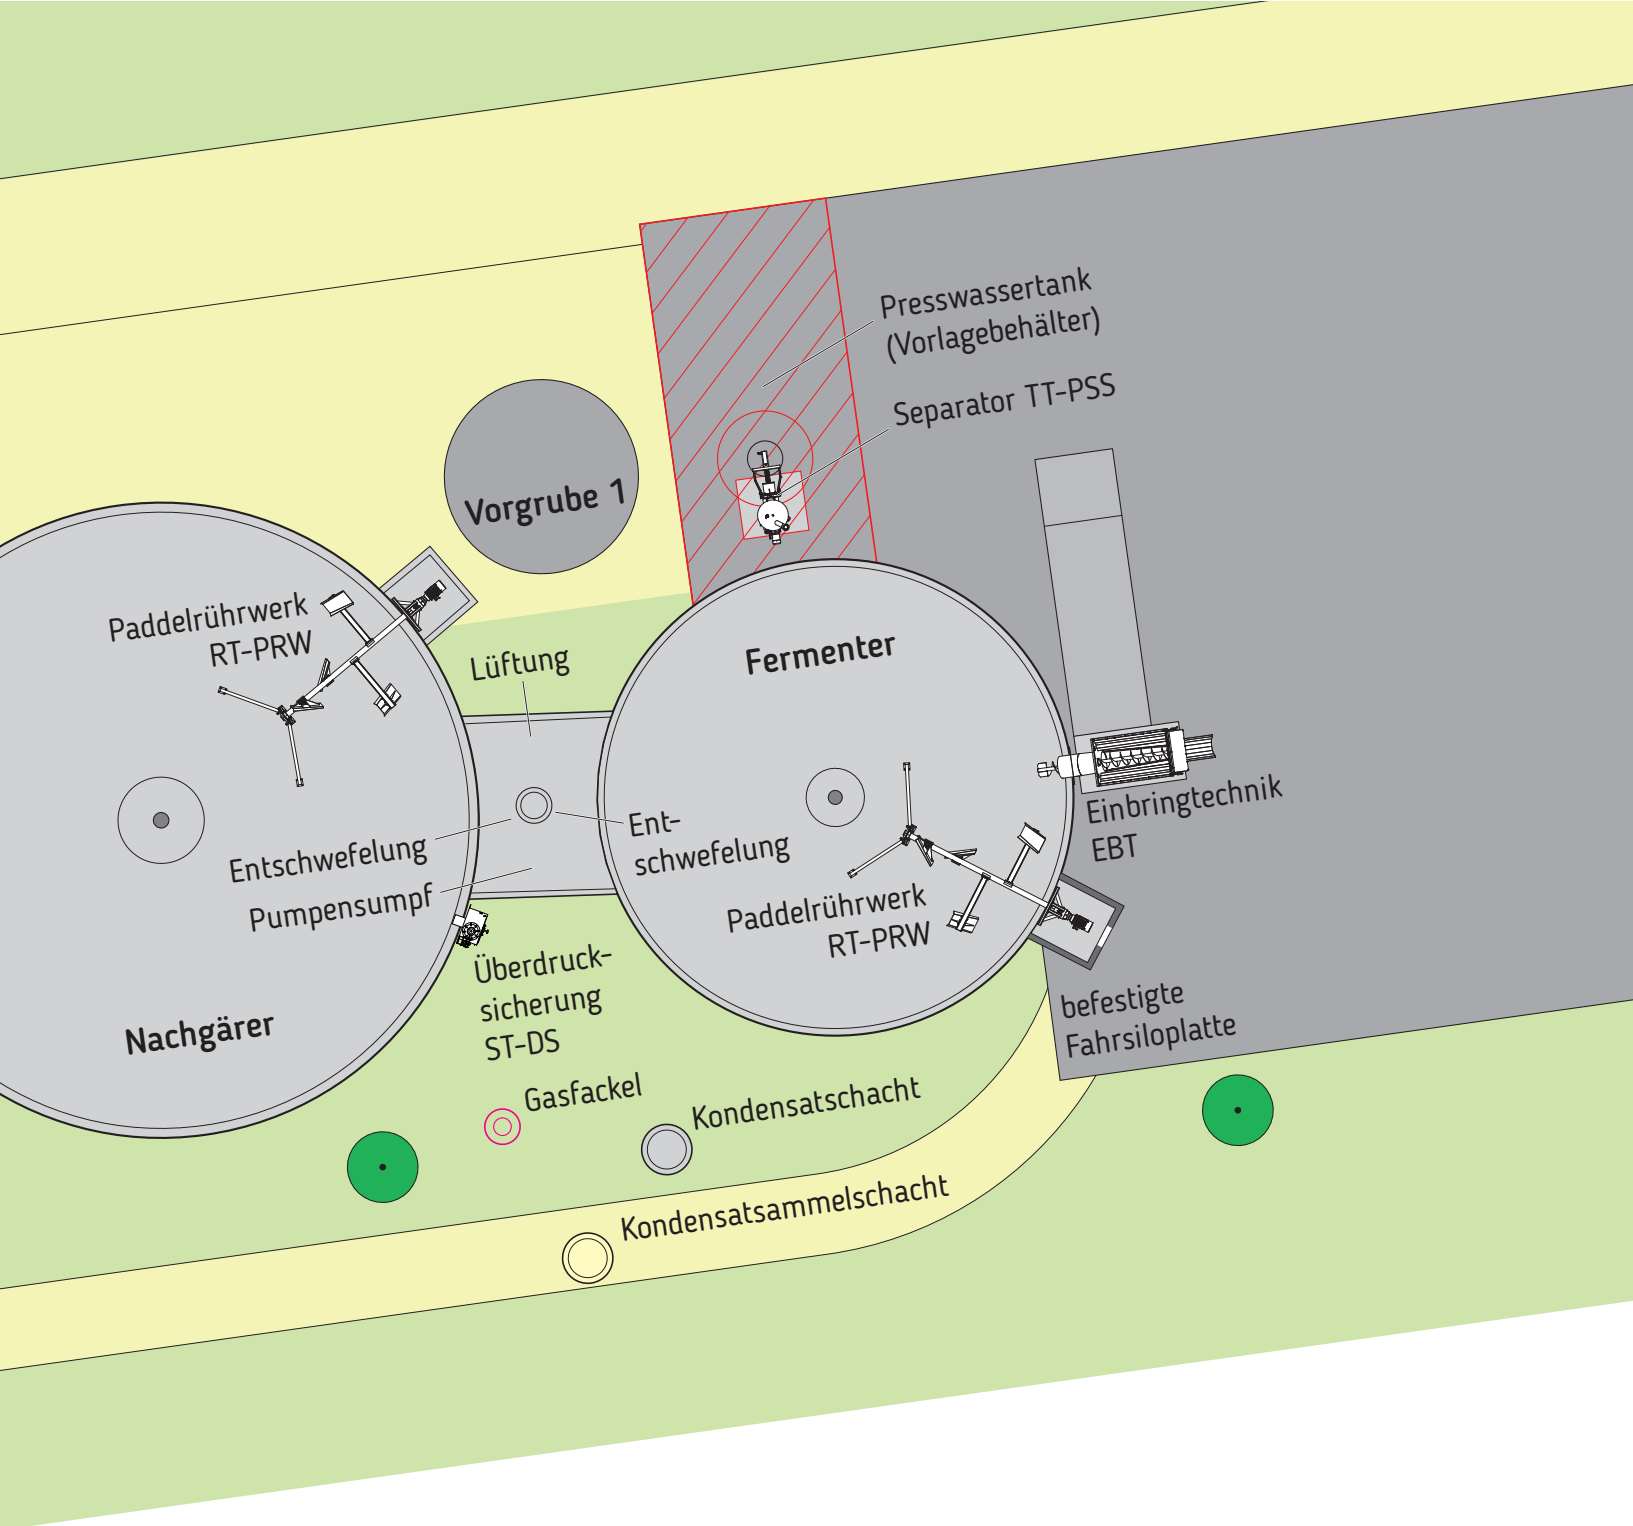 Presswassertank
(Vorlagebehälter)
Separator TT-PSS
Vorgrube 1
Paddelrührwerk
RT-PRW
Lüftung
Fermenter
Einbringtechnik
EBT
Ent-
schwefelung
Entschwefelung
Pumpensumpf
Paddelrührwerk
RT-PRW
Überdruck-
sicherung
ST-DS
Nachgärer
befestigte
Fahrsiloplatte
Gasfackel
Kondensatschacht
Kondensatsammelschacht